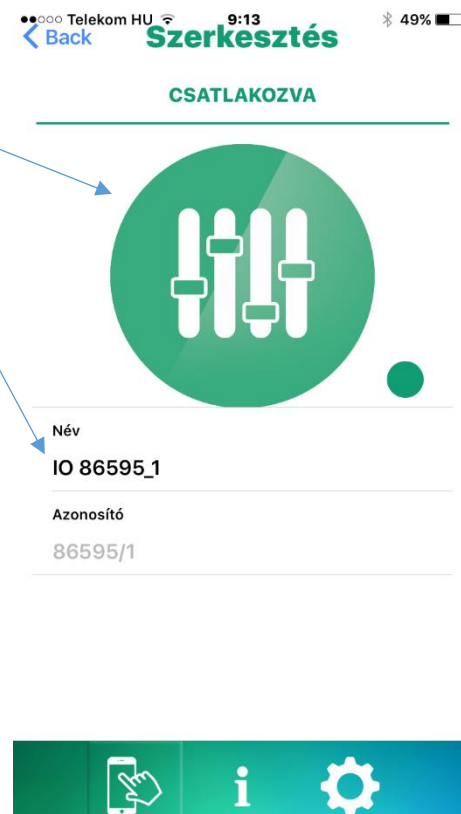 Telekom HU 9:13 49%
Back Szerkesztés
CSATLAKOZVA
Név
IO 86595_1
Azonosító
86595/1
i